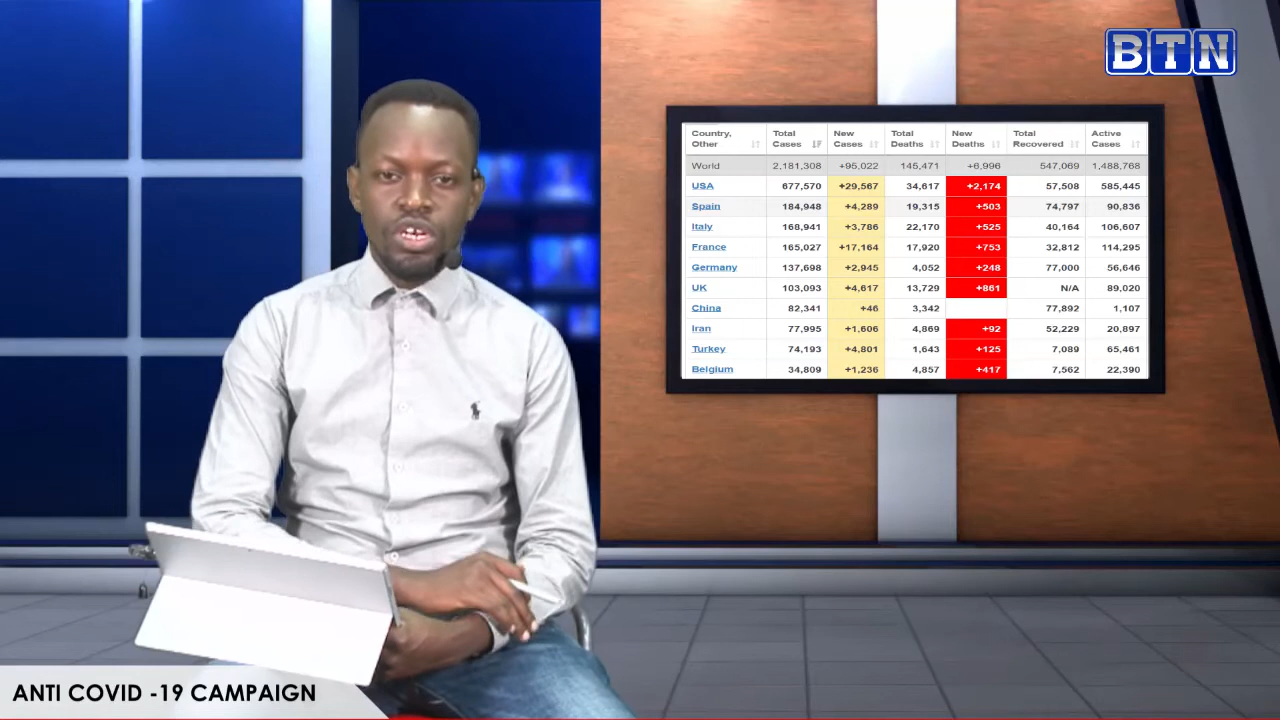 BTN
Country, Other Total Cases New Cases Total Deaths New Deaths Total Recovered Active Cases
World 2,181,308 +95,022 145,471 +6,996 547,069 1,488,768
USA 677,570 +29,567 34,617 +2,174 57,508 585,445
Spain 184,948 +4,289 19,315 +503 74,797 90,836
Italy 168,941 +3,786 22,170 +525 40,164 106,607
France 165,027 +17,164 17,920 +753 32,812 114,295
Germany 137,698 +2,945 4,052 +248 77,000 56,646
UK 103,093 +4,617 13,729 +861 N/A 89,020
China 82,341 +46 3,342 77,892 1,107
Iran 77,995 +1,606 4,869 +92 52,229 20,897
Turkey 74,193 +4,801 1,643 +125 7,089 65,461
Belgium 34,809 +1,236 4,857 +417 7,562 22,390
ANTI COVID -19 CAMPAIGN